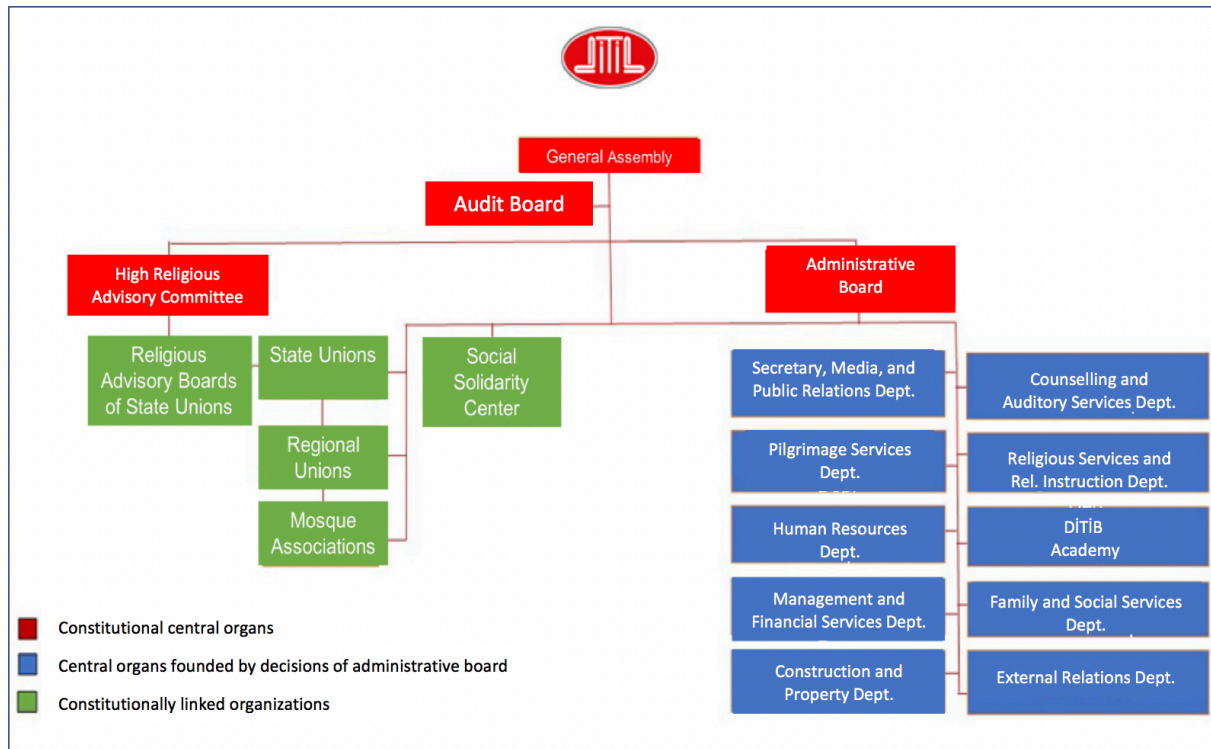 DİTİB
General Assembly
Audit Board
High Religious
Advisory Committee
Administrative
Board
Religious
Advisory Boards
of State Unions
State Unions
Social
Solidarity
Center
Regional
Unions
Mosque
Associations
Secretary, Media, and
Public Relations Dept.
Counselling and
Auditory Services Dept.
Pilgrimage Services
Dept.
Religious Services and
Rel. Instruction Dept.
Human Resources
Dept.
DİTİB
Academy
Management and
Financial Services Dept.
Family and Social Services
Dept.
Construction and
Property Dept.
External Relations Dept.
Constitutional central organs
Central organs founded by decisions of administrative board
Constitutionally linked organizations